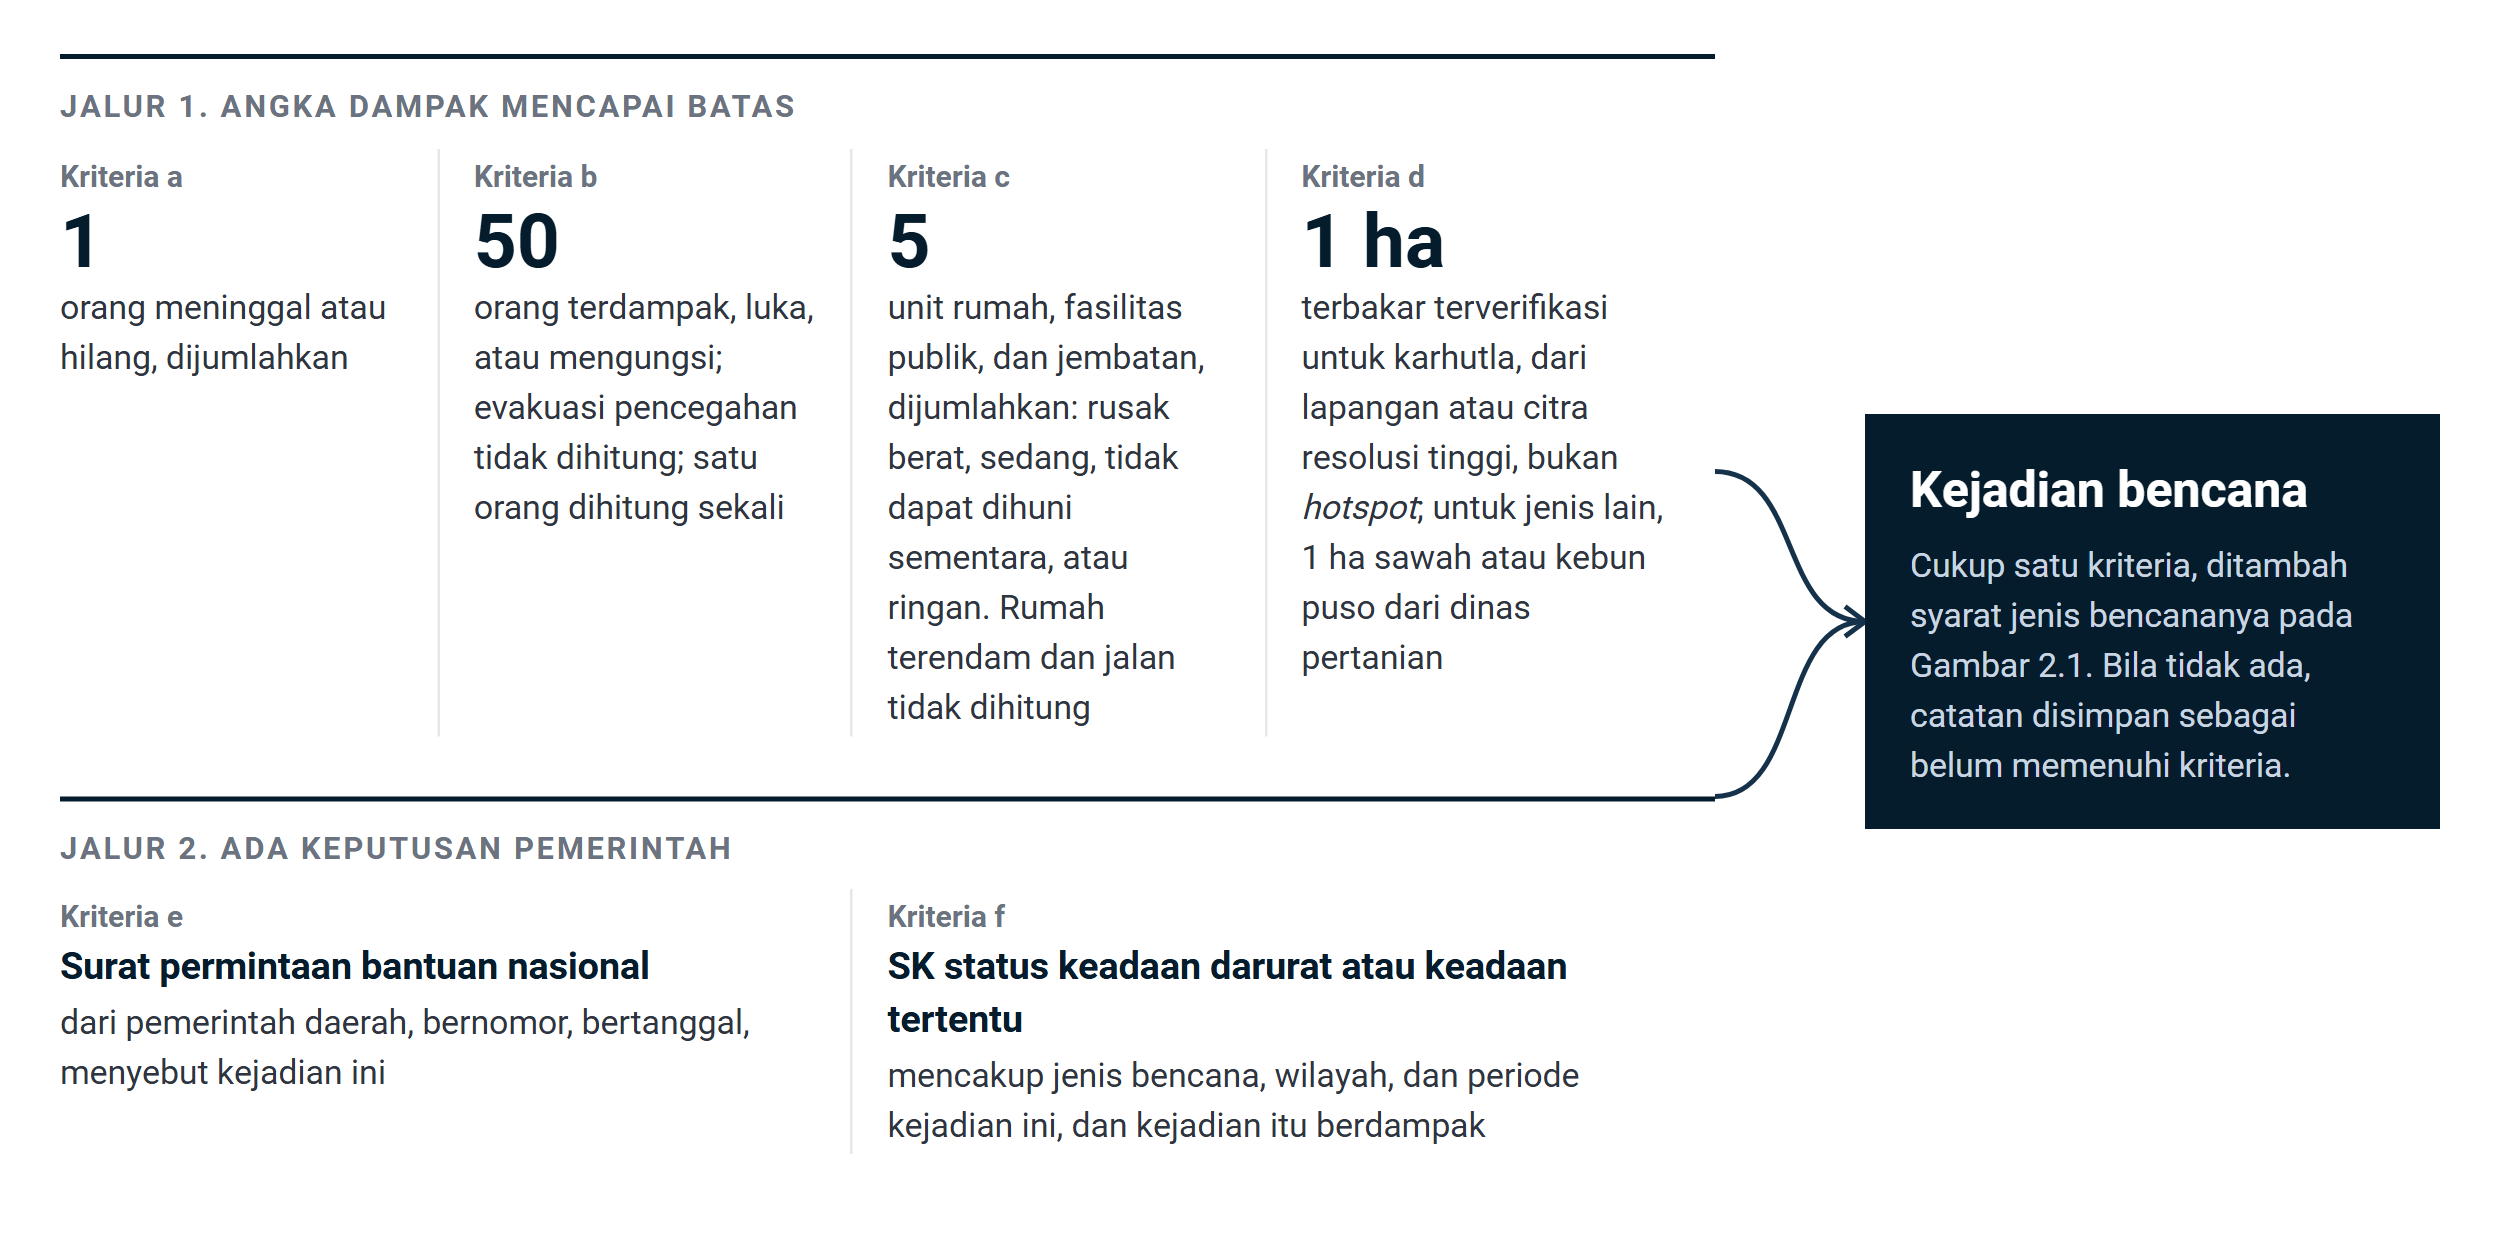 JALUR 1. ANGKA DAMPAK MENCAPAI BATAS
Kriteria a
1
orang meninggal atau
hilang, dijumlahkan
Kriteria b
50
orang terdampak, luka,
atau mengungsi;
evakuasi pencegahan
tidak dihitung; satu
orang dihitung sekali
Kriteria c
5
unit rumah, fasilitas
publik, dan jembatan,
dijumlahkan: rusak
berat, sedang, tidak
dapat dihuni
sementara, atau
ringan. Rumah
terendam dan jalan
tidak dihitung
Kriteria d
1 ha
terbakar terverifikasi
untuk karhutla, dari
lapangan atau citra
resolusi tinggi, bukan
hotspot; untuk jenis lain,
1 ha sawah atau kebun
puso dari dinas
pertanian
JALUR 2. ADA KEPUTUSAN PEMERINTAH
Kriteria e
Surat permintaan bantuan nasional
dari pemerintah daerah, bernomor, bertanggal,
menyebut kejadian ini
Kriteria f
SK status keadaan darurat atau keadaan
tertentu
mencakup jenis bencana, wilayah, dan periode
kejadian ini, dan kejadian itu berdampak
Kejadian bencana
Cukup satu kriteria, ditambah
syarat jenis bencananya pada
Gambar 2.1. Bila tidak ada,
catatan disimpan sebagai
belum memenuhi kriteria.